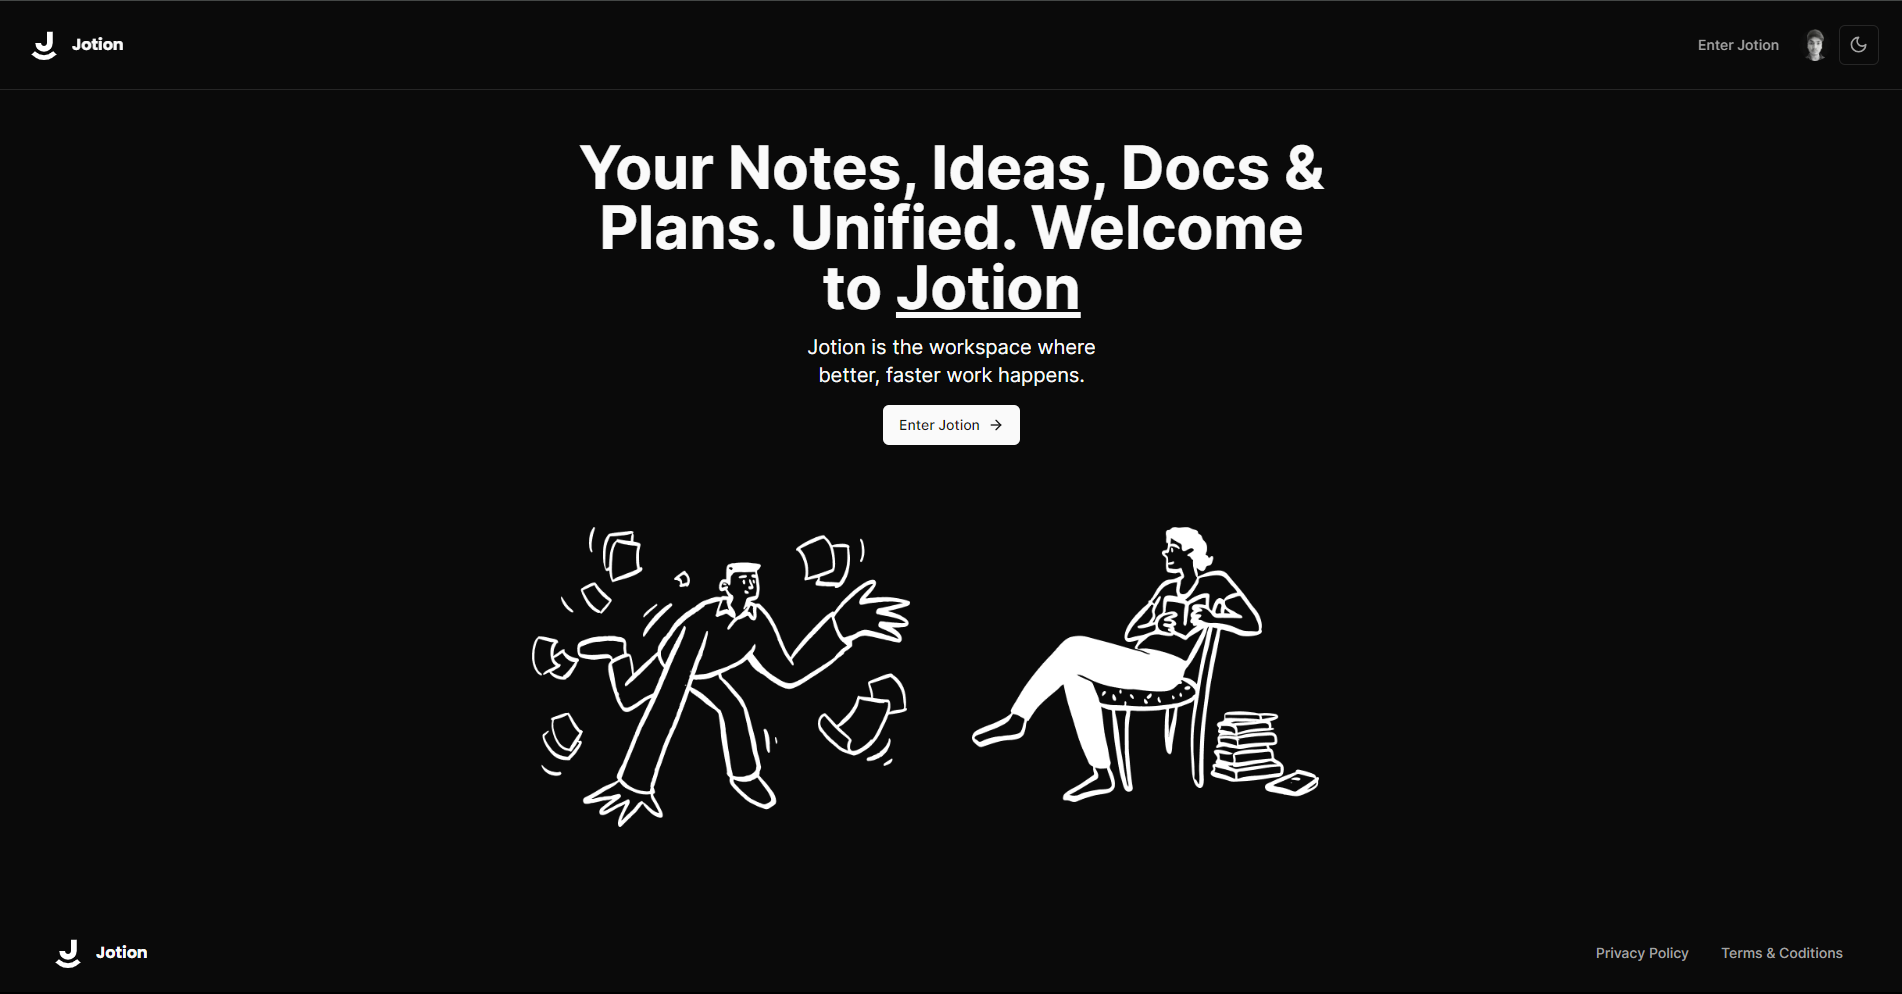 Jotion
Enter Jotion
Your Notes, Ideas, Docs &
Plans. Unified. Welcome
to Jotion
Jotion is the workspace where
better, faster work happens.
Enter Jotion
Jotion
Privacy Policy
Terms & Coditions